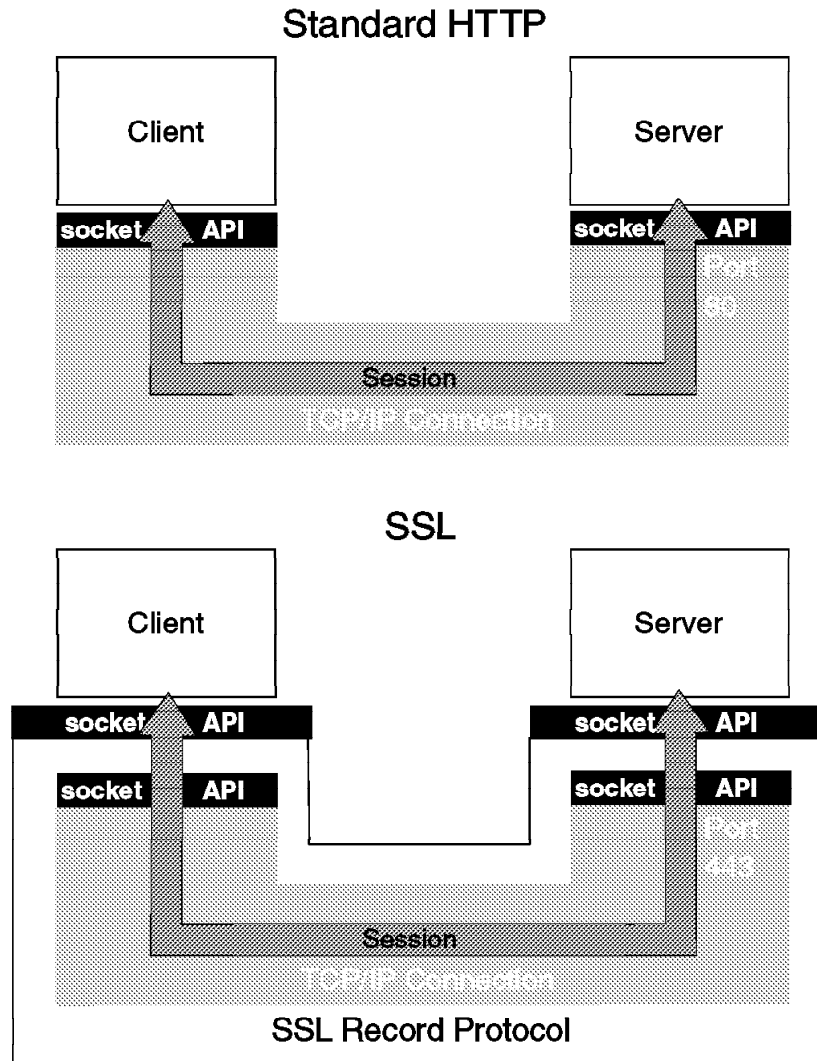 Standard HTTP
Client
Server
socket API
socket API
Port
80
Session
TCP/IP Connection
SSL
Client
Server
socket API
socket API
socket API
socket API
Port
443
Session
TCP/IP Connection
SSL Record Protocol